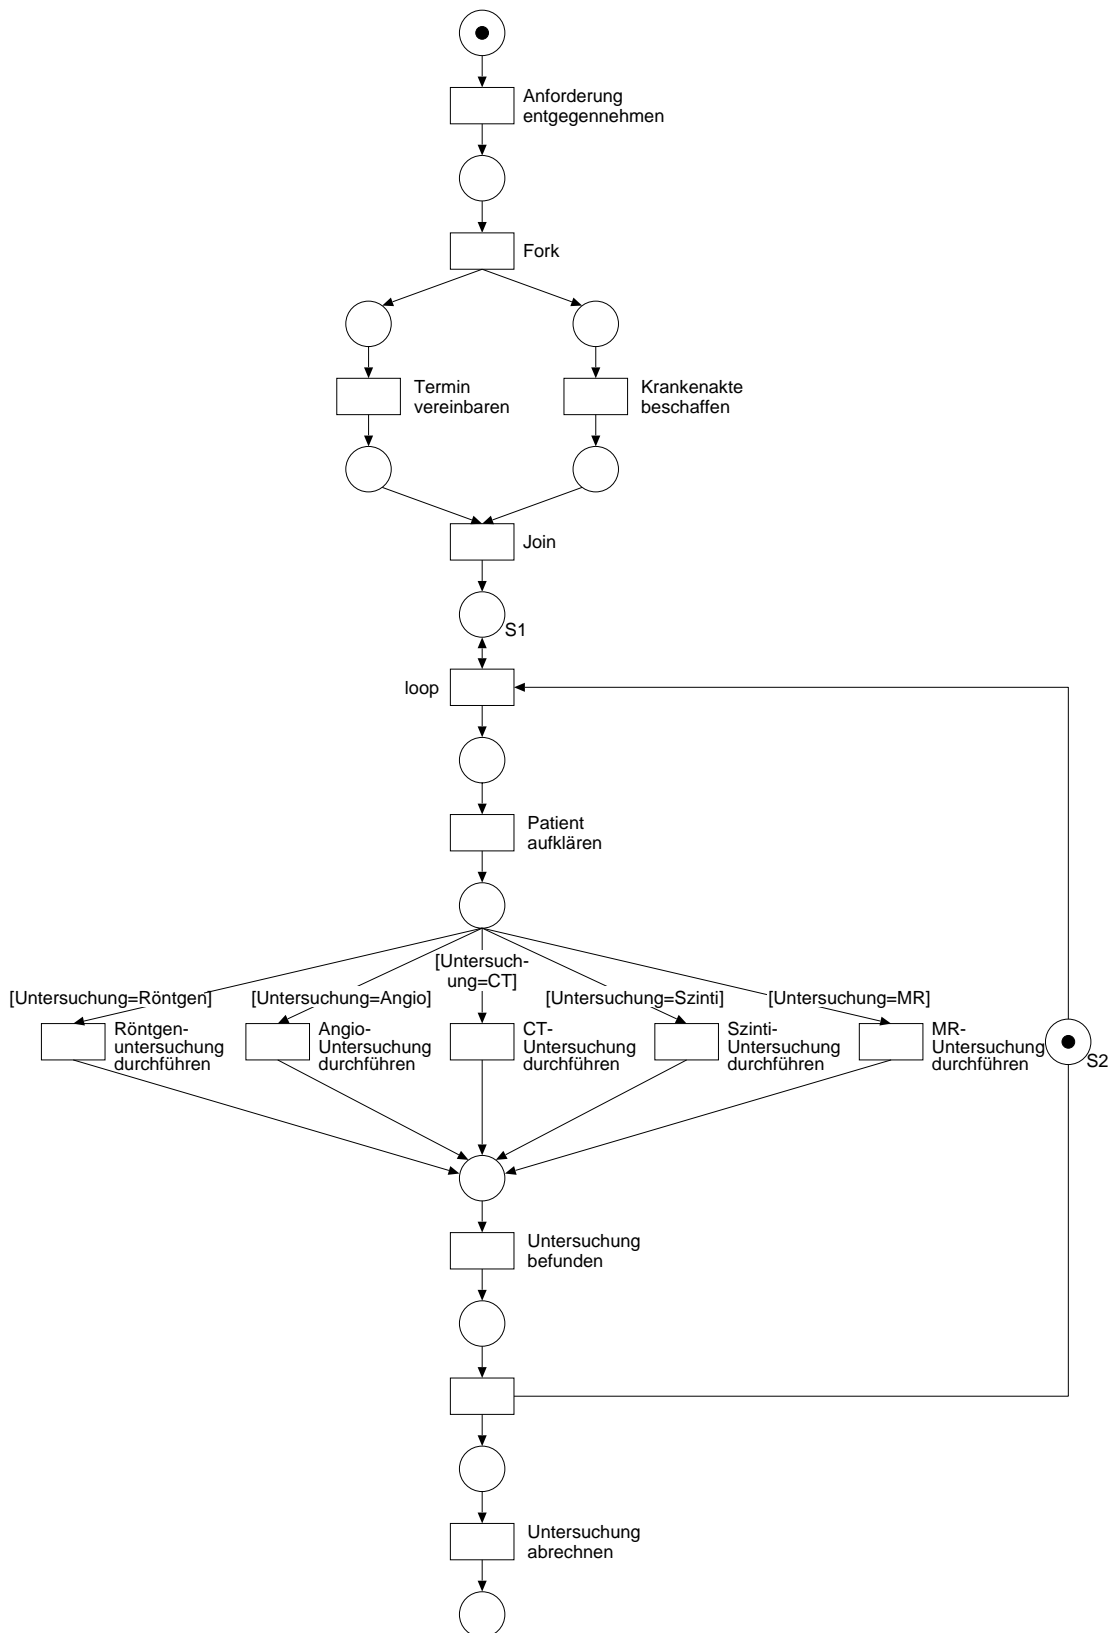 Anforderung
entgegennehmen
Fork
Termin
vereinbaren
Krankenakte
beschaffen
Join
S1
loop
Patient
aufklären
[Untersuch-
ung=CT]
[Untersuchung=Röntgen]
[Untersuchung=Angio]
[Untersuchung=Szinti]
[Untersuchung=MR]
Röntgen-
untersuchung
durchführen
Angio-
Untersuchung
durchführen
CT-
Untersuchung
durchführen
Szinti-
Untersuchung
durchführen
MR-
Untersuchung
durchführen
S2
Untersuchung
befunden
Untersuchung
abrechnen